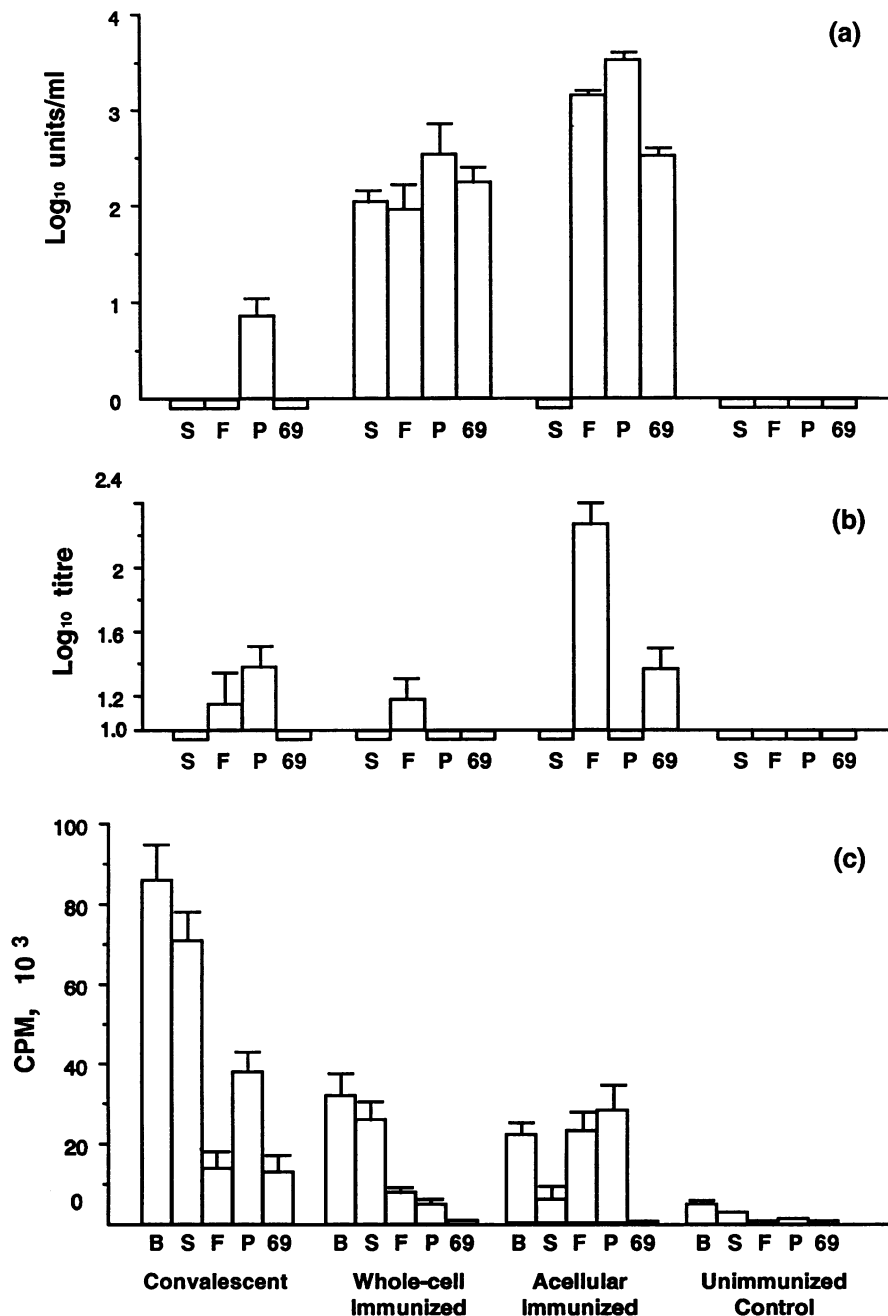 (a)
Log10 units/ml
4
3
2
1
0
S F P 69 S F P 69 S F P 69 S F P 69
(b)
Log10 titre
2.4
2
1.6
1.2
1.0
S F P 69 S F P 69 S F P 69 S F P 69
(c)
CPM, 10 3
100
80
60
40
20
0
B S F P 69 B S F P 69 B S F P 69 B S F P 69
Convalescent Whole-cell Acellular Unimmunized
Immunized Immunized Control